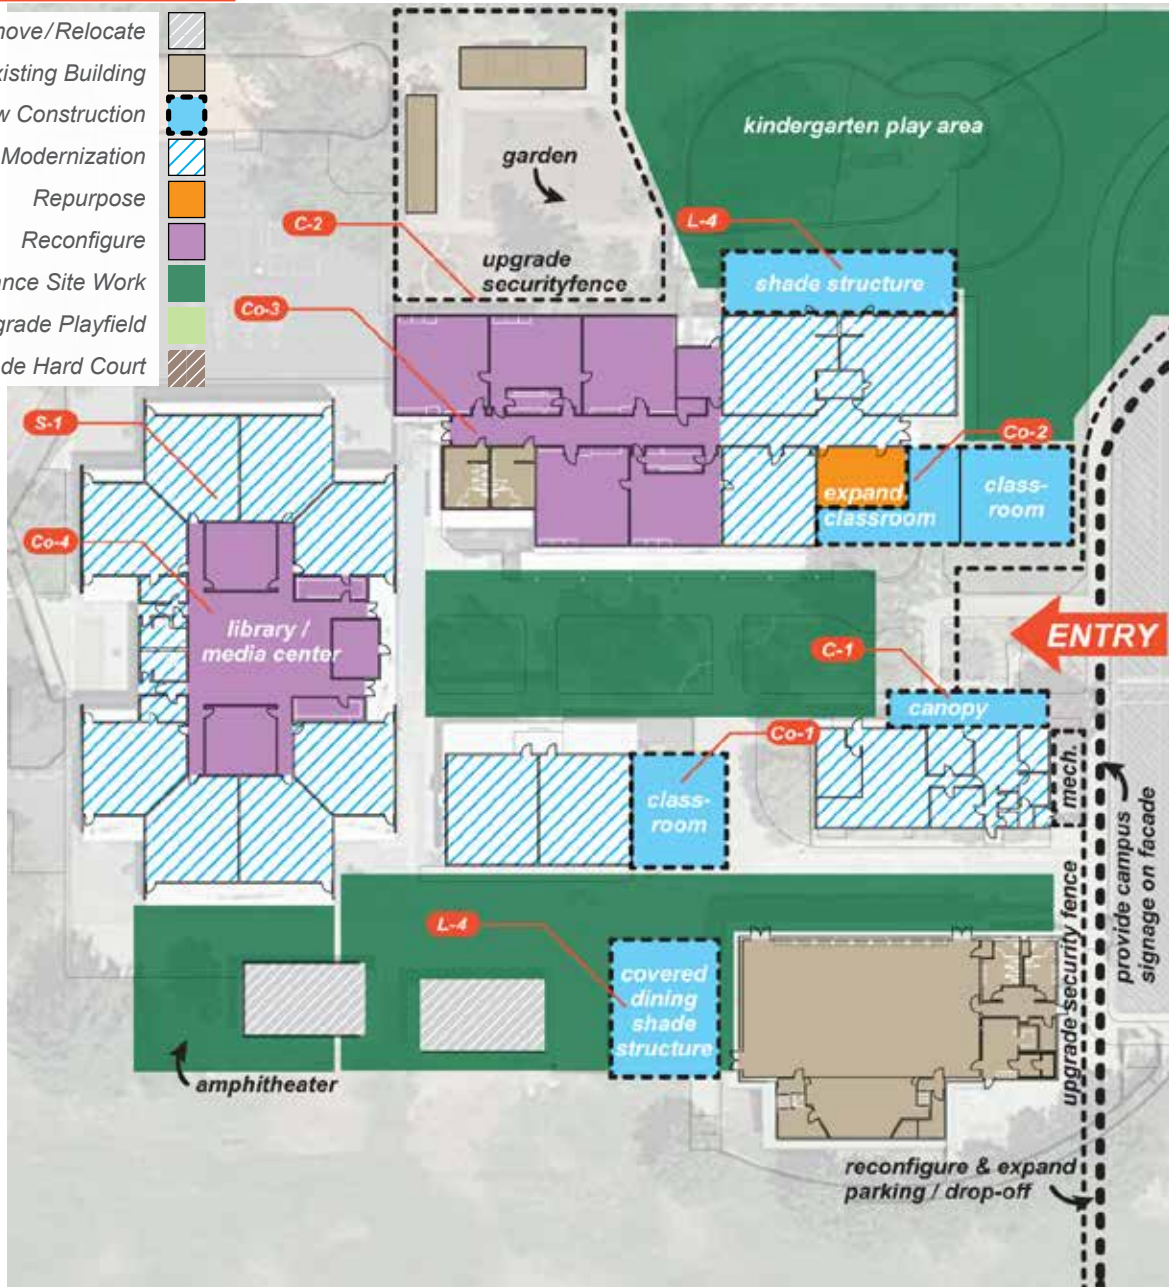 move/Relocate
xisting Building
w Construction
Modernization
Repurpose
Reconfigure
ance Site Work
grade Playfield
de Hard Court
kindergarten play area
garden
C-2
L-4
upgrade
securityfence
shade structure
Co-3
S-1
Co-2
expand
classroom
class-
room
Co-4
library /
media center
ENTRY
C-1
canopy
Co-1
class-
room
mech.
provide campus
signage on facade
upgrade security fence
L-4
covered
dining
shade
structure
amphitheater
reconfigure & expand
parking / drop-off